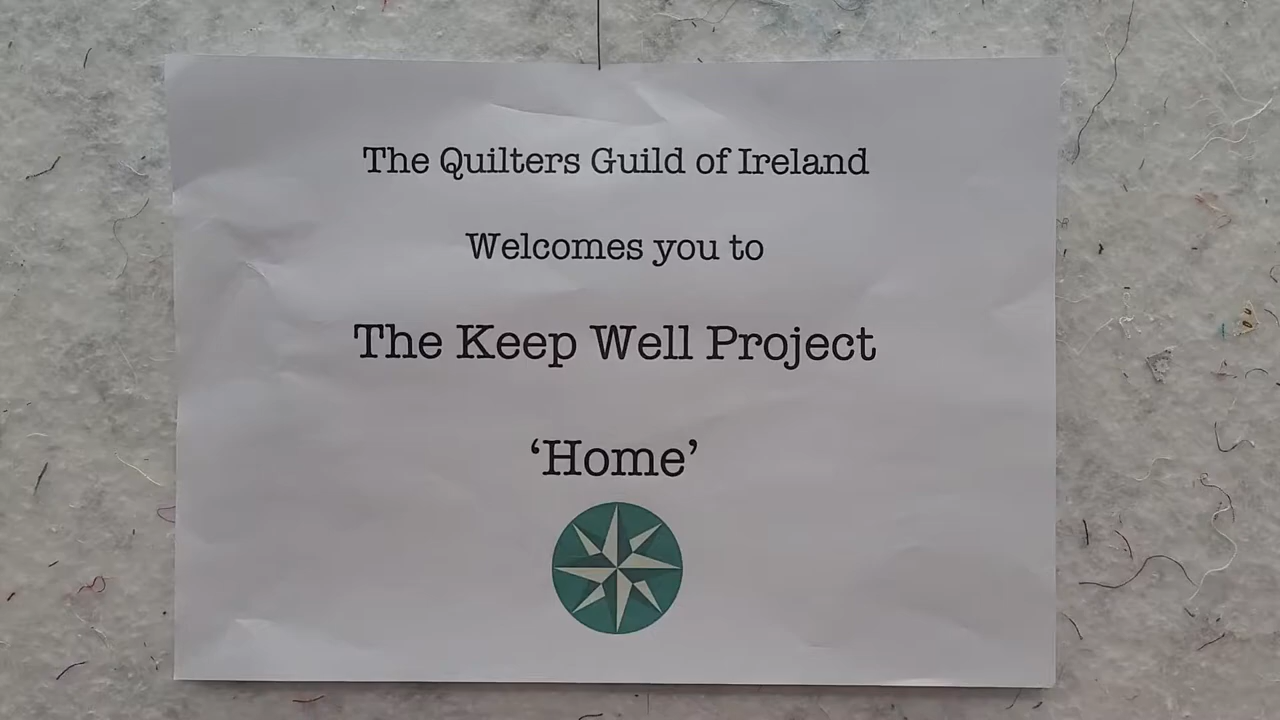 The Quilters Guild of Ireland
Welcomes you to
The Keep Well Project
‘Home’